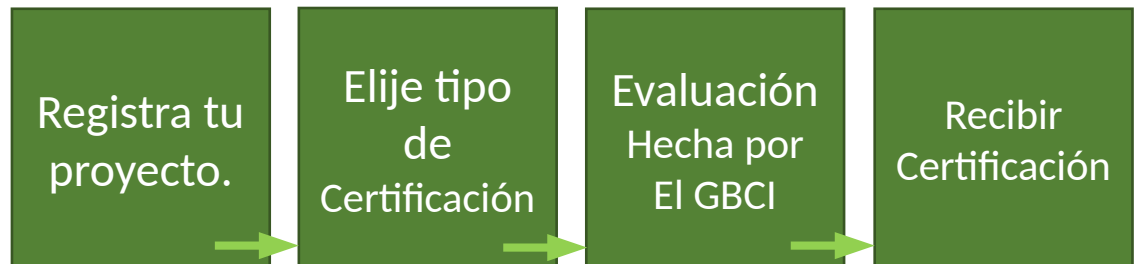 Registra tu
proyecto.
Elije tipo
de
Certificación
Evaluación
Hecha por
El GBCI
Recibir
Certificación